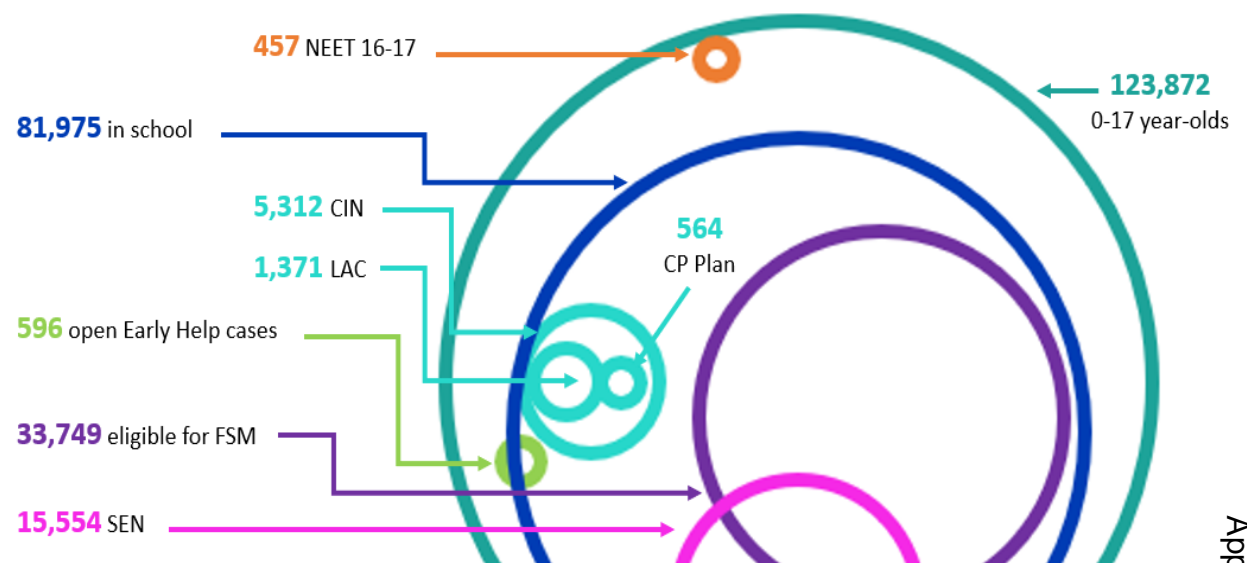 457 NEET 16-17
123,872
0-17 year-olds
81,975 in school
5,312 CIN
564
CP Plan
1,371 LAC
596 open Early Help cases
33,749 eligible for FSM
15,554 SEN
App